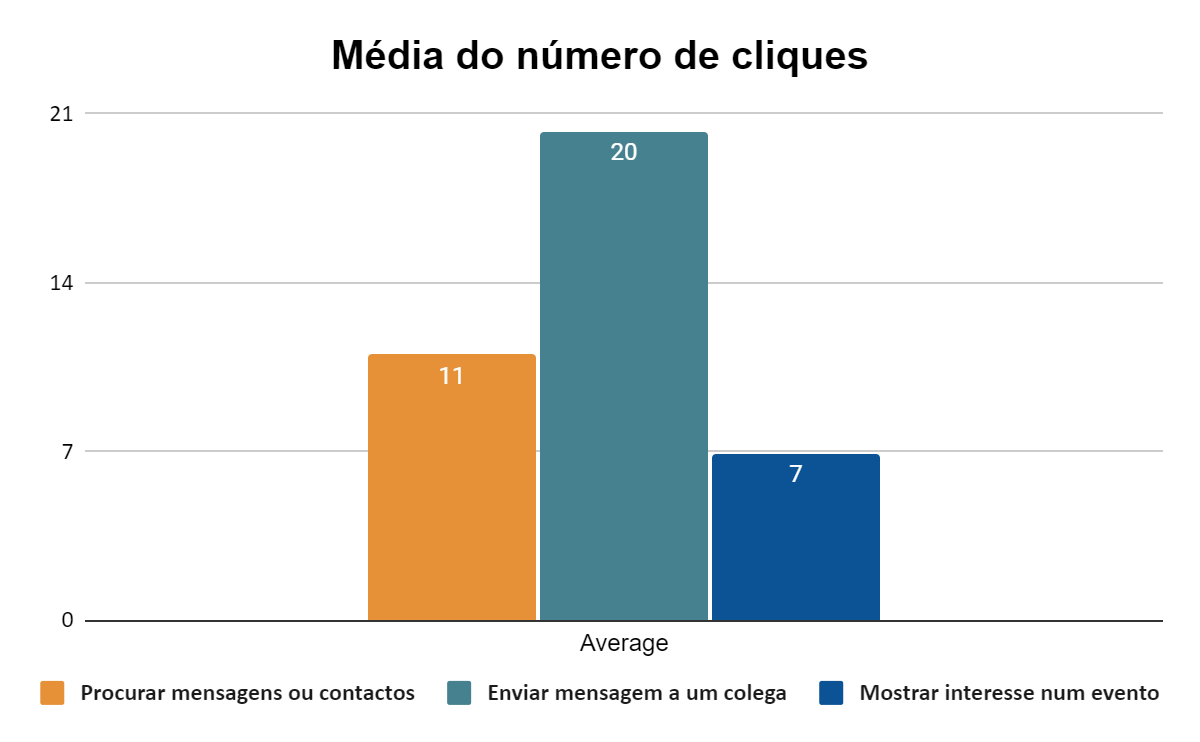 Média do número de cliques
21
20
14
11
7
7
0
Average
Procurar mensagens ou contactos
Enviar mensagem a um colega
Mostrar interesse num evento